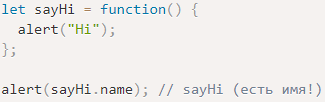 let sayHi = function() {
  alert("Hi");
};

alert(sayHi.name); // sayHi (есть имя!)